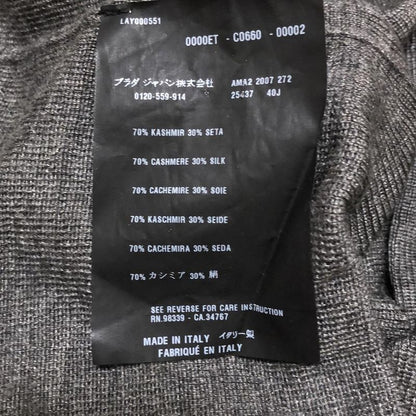 LAY000551
0000ET - C0660 - 00002
プラダ ジャパン株式会社
0120-559-914
AMA2 2007 272
25437 40J
70% KASHMIR 30% SETA
70% CASHMERE 30% SILK
70% CACHEMIRE 30% SOIE
70% KASCHMIR 30% SEIDE
70% CACHEMIRA 30% SEDA
70% カシミア 30% 絹
SEE REVERSE FOR CARE INSTRUCTION
RN.98339 - CA.34767
MADE IN ITALY イタリー製
FABRIQUÉ EN ITALY